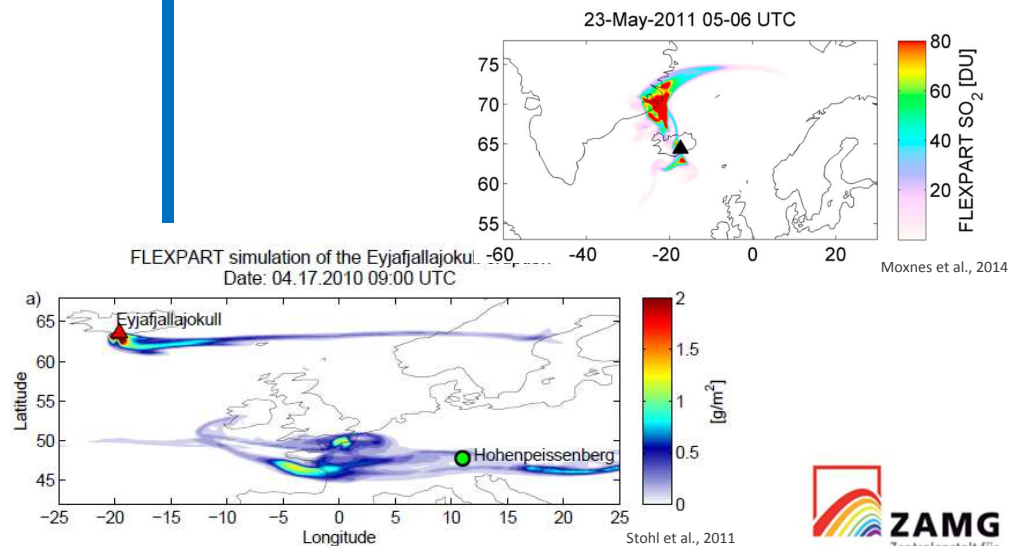 23-May-2011 05-06 UTC
75
70
65
60
55
-60
-40
-20
0
20
80
60
40
20
FLEXPART SO2 [DU]
Moxnes et al., 2014
FLEXPART simulation of the Eyjafjallajokul
Date: 04.17.2010 09:00 UTC
a)
Eyjafjallajokull
Hohenpeissenberg
65
60
55
50
45
Latitude
−25 −20 −15 −10 −5 0 5 10 15 20 25
Longitude
2
1.5
1
0.5
0
[g/m2]
Stohl et al., 2011
ZAMG